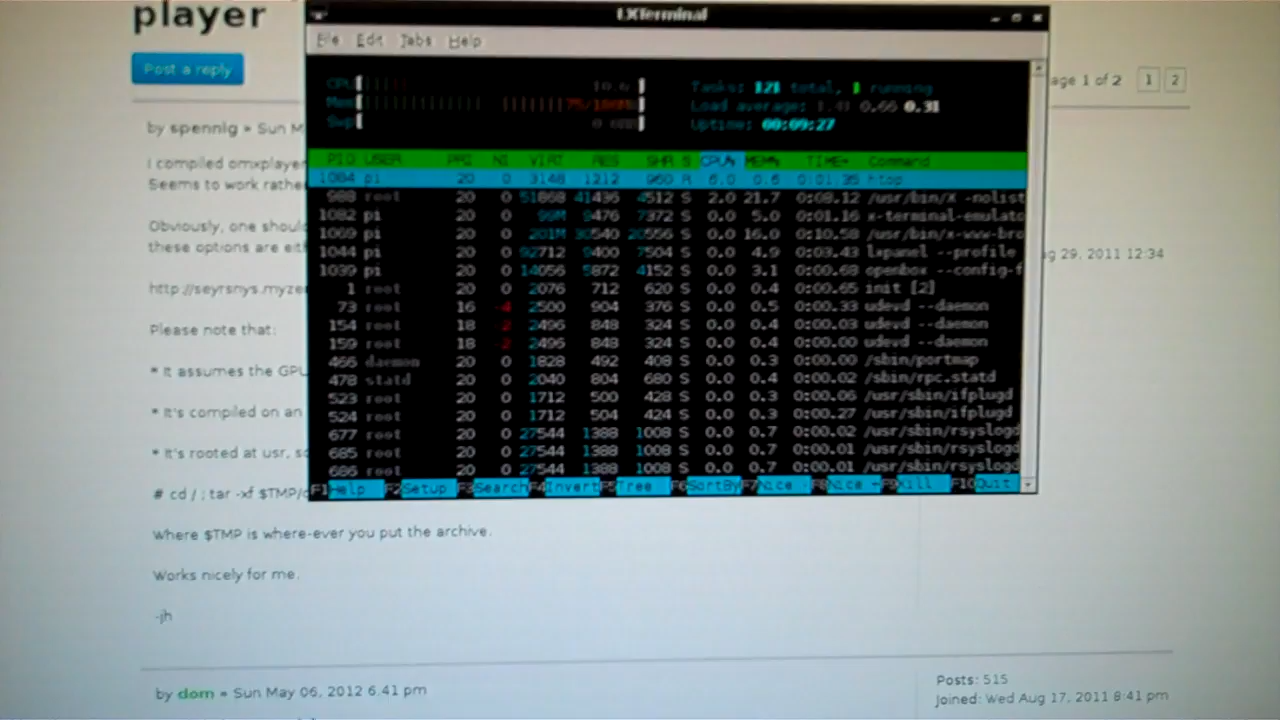 player
Post a reply
age 1 of 2 1 2
by spennig » Sun M
I compiled omxplayer
Seems to work rathe
Obviously, one shoul
these options are eit
g 29, 2011 12:34
http://seyrsnys.myze
Please note that:
* It assumes the GPU
* It's compiled on an
* It's rooted at usr, so
# cd / ; tar -xf $TMP/
Where $TMP is where-ever you put the archive.
Works nicely for me.
-jh
by dom » Sun May 06, 2012 6:41 pm
Posts: 515
Joined: Wed Aug 17, 2011 8:41 pm
LXTerminal
File Edit Tabs Help
CPU Tasks: 121 total, 1 running
Mem Load average: 0.66 0.31
Swp Uptime: 00:09:27
PID USER PRI NI VIRT RES SHR S CPU% MEM% TIME+ Command
1084 pi 20 0 3148 1212 960 R 6.0 0.6 htop
988 root 20 0 51868 41436 4512 S 2.0 21.7 0:08.12 /usr/bin/X -nolist
1082 pi 20 0 99M 9476 7372 S 0.0 5.0 0:01.16 x-terminal-emulato
1069 pi 20 0 201M 30540 20556 S 0.0 16.0 0:10.58 /usr/bin/x-www-bro
1044 pi 20 0 92712 9400 7504 S 0.0 4.9 0:03.43 lxpanel --profile
1039 pi 20 0 14056 5872 4152 S 0.0 3.1 0:00.68 openbox --config-f
1 root 20 0 2076 712 620 S 0.0 0.4 0:00.65 init [2]
73 root 16 -4 2500 904 376 S 0.0 0.5 0:00.33 udevd --daemon
154 root 18 -2 2496 848 324 S 0.0 0.4 0:00.03 udevd --daemon
159 root 18 -2 2496 848 324 S 0.0 0.4 0:00.00 udevd --daemon
466 daemon 20 0 1828 492 408 S 0.0 0.3 0:00.00 /sbin/portmap
478 statd 20 0 2040 804 680 S 0.0 0.4 0:00.02 /sbin/rpc.statd
523 root 20 0 1712 500 428 S 0.0 0.3 0:00.06 /usr/sbin/ifplugd
524 root 20 0 1712 504 424 S 0.0 0.3 0:00.27 /usr/sbin/ifplugd
677 root 20 0 27544 1388 1008 S 0.0 0.7 0:00.02 /usr/sbin/rsyslogd
685 root 20 0 27544 1388 1008 S 0.0 0.7 0:00.01 /usr/sbin/rsyslogd
686 root 20 0 27544 1388 1008 S 0.0 0.7 0:00.01 /usr/sbin/rsyslogd
F1Help F2Setup F3Search F4Invert F5Tree F6SortBy F7Nice - F8Nice + F9Kill F10Quit